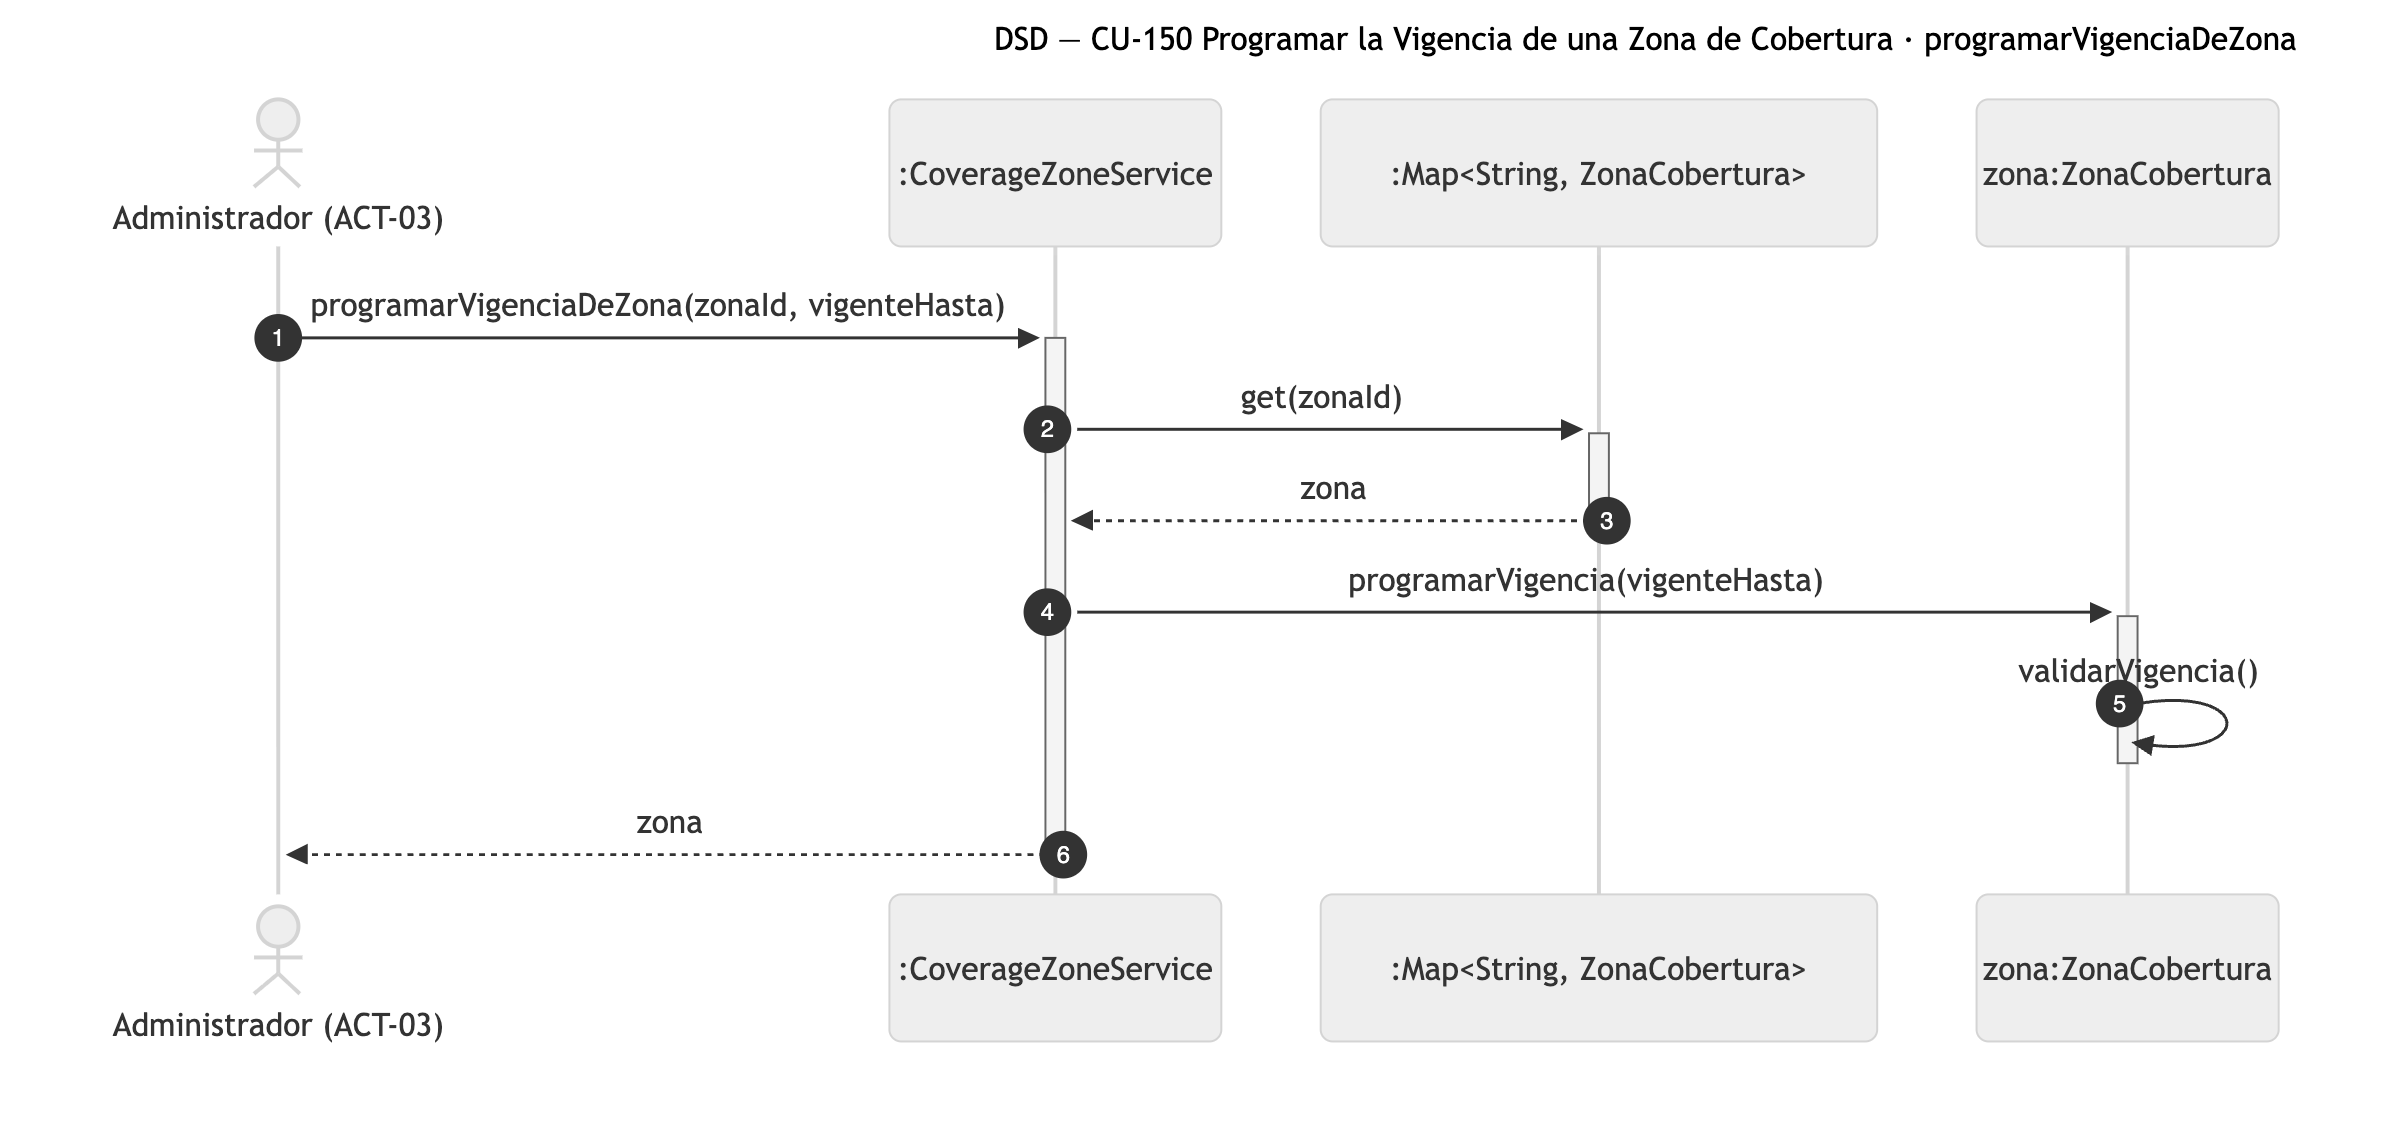 DSD — CU-150 Programar la Vigencia de una Zona de Cobertura · programarVigenciaDeZona
Administrador (ACT-03)
:CoverageZoneService
:Map<String, ZonaCobertura>
zona:ZonaCobertura
programarVigenciaDeZona(zonaId, vigenteHasta)
1
get(zonaId)
2
zona
3
programarVigencia(vigenteHasta)
4
validarVigencia()
5
zona
6
Administrador (ACT-03)
:CoverageZoneService
:Map<String, ZonaCobertura>
zona:ZonaCobertura